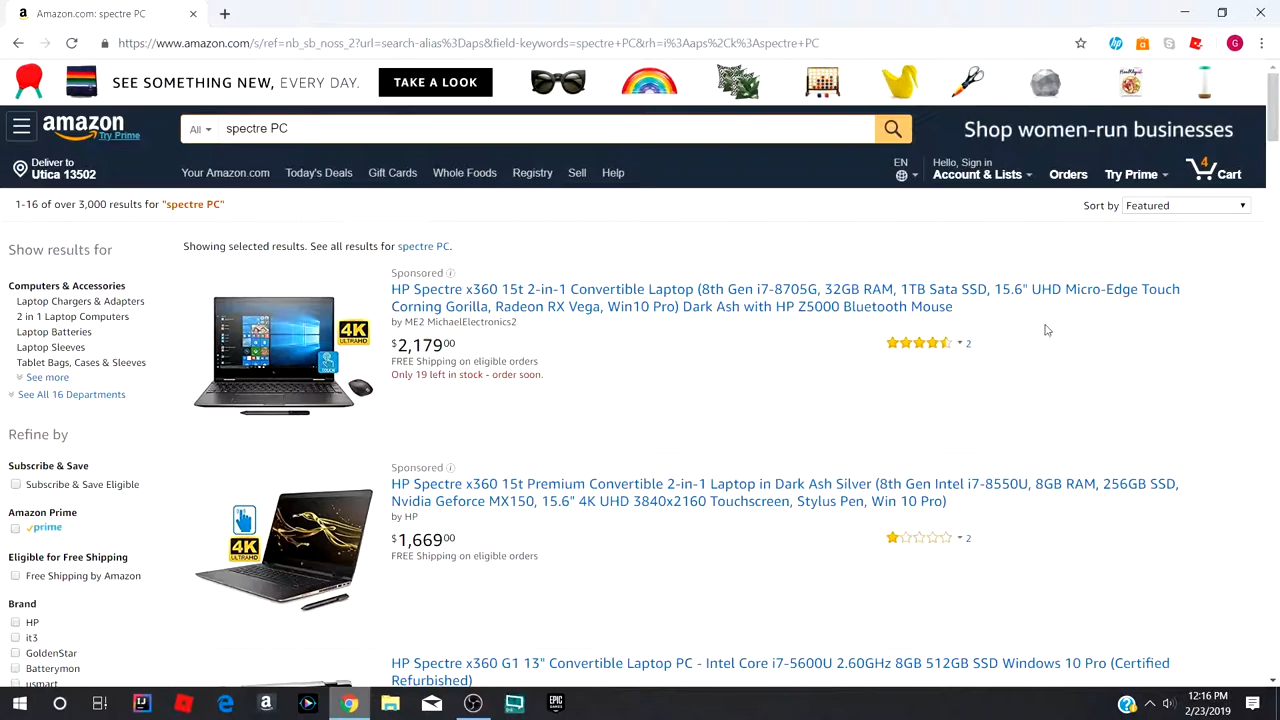 Amazon.com: spectre PC
https://www.amazon.com/s/ref=nb_sb_noss_2?url=search-alias%3Daps&field-keywords=spectre+PC&rh=i%3Aaps%2Ck%3Aspectre+PC
G
SEE SOMETHING NEW, EVERY DAY.
TAKE A LOOK
amazon
Try Prime
All
spectre PC
Shop women-run businesses
Deliver to
Utica 13502
Your Amazon.com
Today's Deals
Gift Cards
Whole Foods
Registry
Sell
Help
EN
Hello, Sign in
Account & Lists
Orders
Try Prime
4
Cart
1-16 of over 3,000 results for "spectre PC"
Sort by
Featured
Show results for
Computers & Accessories
Laptop Chargers & Adapters
2 in 1 Laptop Computers
Laptop Batteries
Laptop Sleeves
Tablet Bags, Cases & Sleeves
See more
See All 16 Departments
Refine by
Subscribe & Save
Subscribe & Save Eligible
Amazon Prime
prime
Eligible for Free Shipping
Free Shipping by Amazon
Brand
HP
it3
GoldenStar
Batterymon
usmart
Showing selected results. See all results for spectre PC.
Sponsored
HP Spectre x360 15t 2-in-1 Convertible Laptop (8th Gen i7-8705G, 32GB RAM, 1TB Sata SSD, 15.6" UHD Micro-Edge Touch
Corning Gorilla, Radeon RX Vega, Win10 Pro) Dark Ash with HP Z5000 Bluetooth Mouse
by ME2 MichaelElectronics2
$2,179 00
FREE Shipping on eligible orders
Only 19 left in stock - order soon.
2
4K
ULTRAHD
TOUCH
Sponsored
HP Spectre x360 15t Premium Convertible 2-in-1 Laptop in Dark Ash Silver (8th Gen Intel i7-8550U, 8GB RAM, 256GB SSD,
Nvidia Geforce MX150, 15.6" 4K UHD 3840x2160 Touchscreen, Stylus Pen, Win 10 Pro)
by HP
$1,669 00
FREE Shipping on eligible orders
2
4K
ULTRAHD
HP Spectre x360 G1 13" Convertible Laptop PC - Intel Core i7-5600U 2.60GHz 8GB 512GB SSD Windows 10 Pro (Certified
Refurbished)
EPIC
GAMES
12:16 PM
2/23/2019